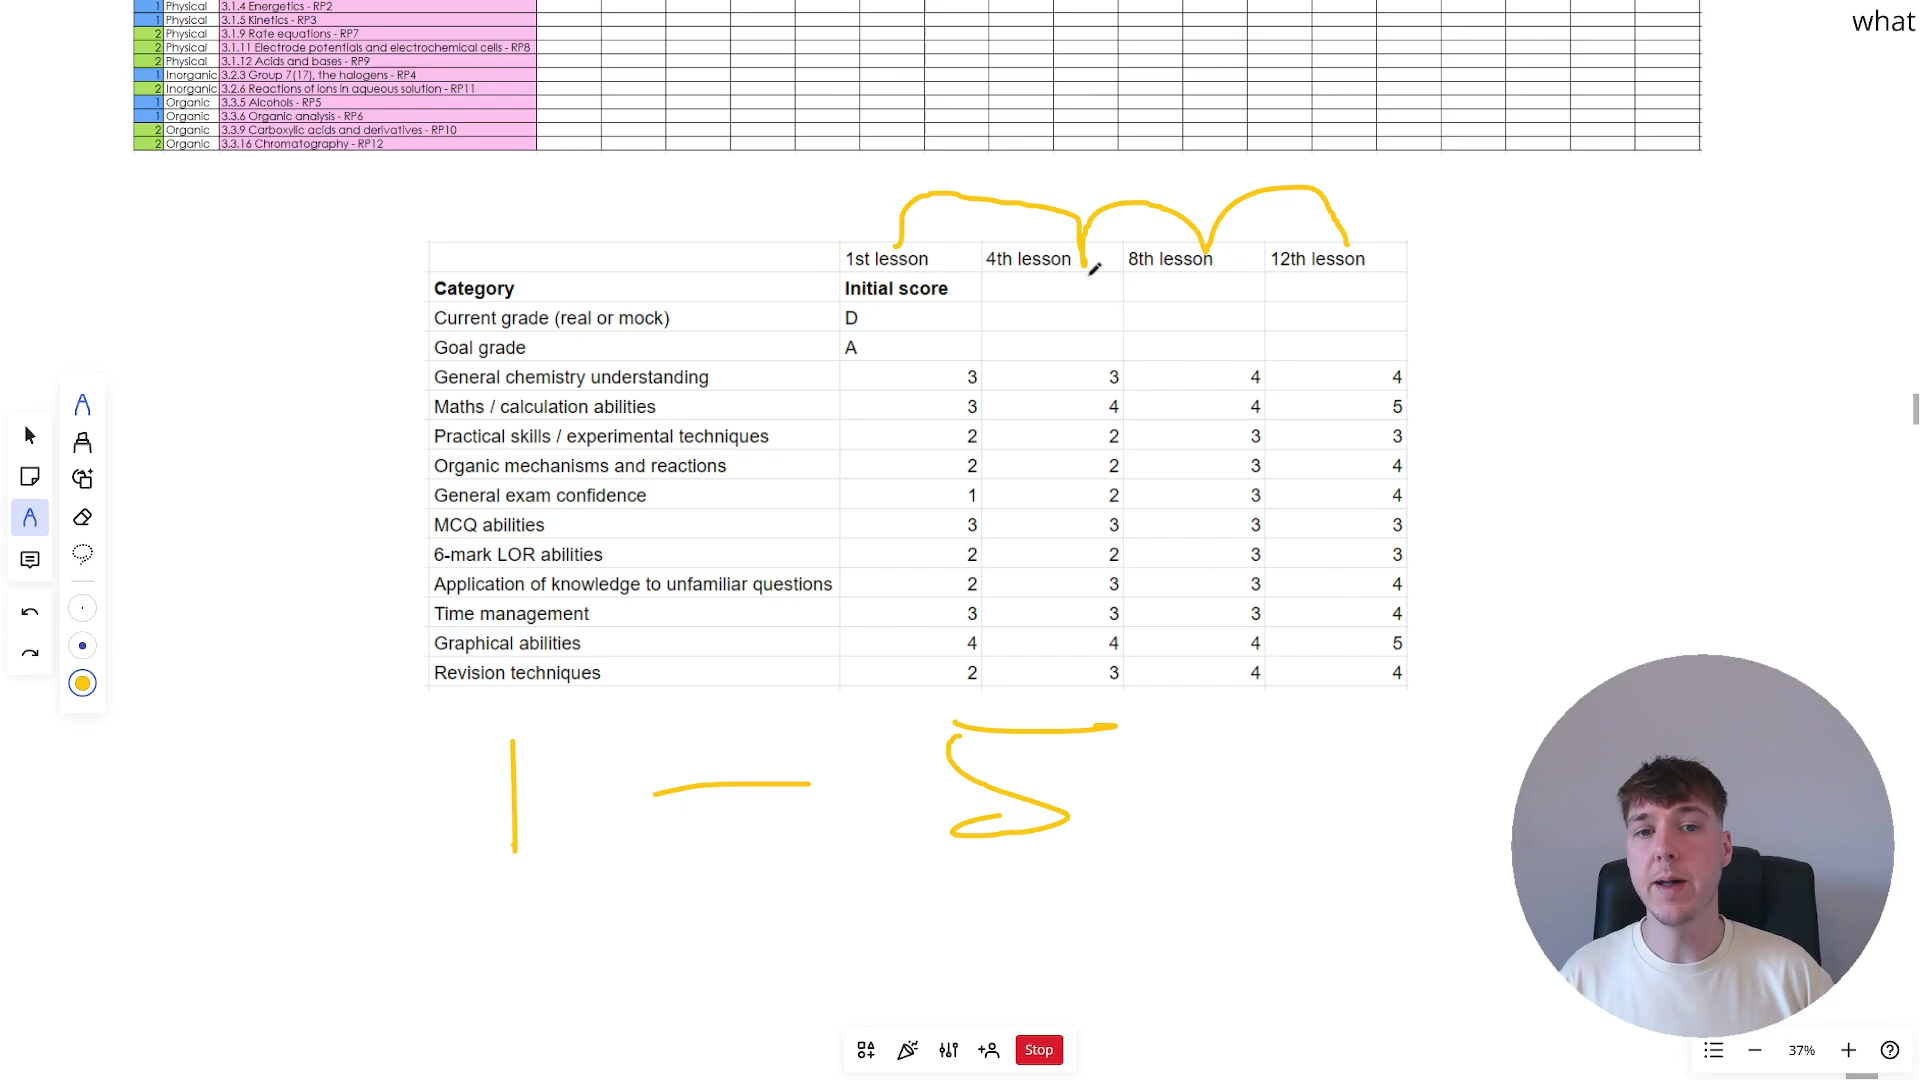 what
1 Physical 3.1.4 Energetics - RP2
1 Physical 3.1.5 Kinetics - RP3
2 Physical 3.1.9 Rate equations - RP7
2 Physical 3.1.11 Electrode potentials and electrochemical cells - RP8
2 Physical 3.1.12 Acids and bases - RP9
1 Inorganic 3.2.3 Group 7(17), the halogens - RP4
2 Inorganic 3.2.6 Reactions of ions in aqueous solution - RP11
1 Organic 3.3.5 Alcohols - RP5
1 Organic 3.3.6 Organic analysis - RP6
2 Organic 3.3.9 Carboxylic acids and derivatives - RP10
2 Organic 3.3.16 Chromatography - RP12
1st lesson 4th lesson 8th lesson 12th lesson
Category Initial score
Current grade (real or mock) D
Goal grade A
General chemistry understanding 3 3 4 4
Maths / calculation abilities 3 4 4 5
Practical skills / experimental techniques 2 2 3 3
Organic mechanisms and reactions 2 2 3 4
General exam confidence 1 2 3 4
MCQ abilities 3 3 3 3
6-mark LOR abilities 2 2 3 3
Application of knowledge to unfamiliar questions 2 3 3 4
Time management 3 3 3 4
Graphical abilities 4 4 4 5
Revision techniques 2 3 4 4
1 — 5
Stop
37%